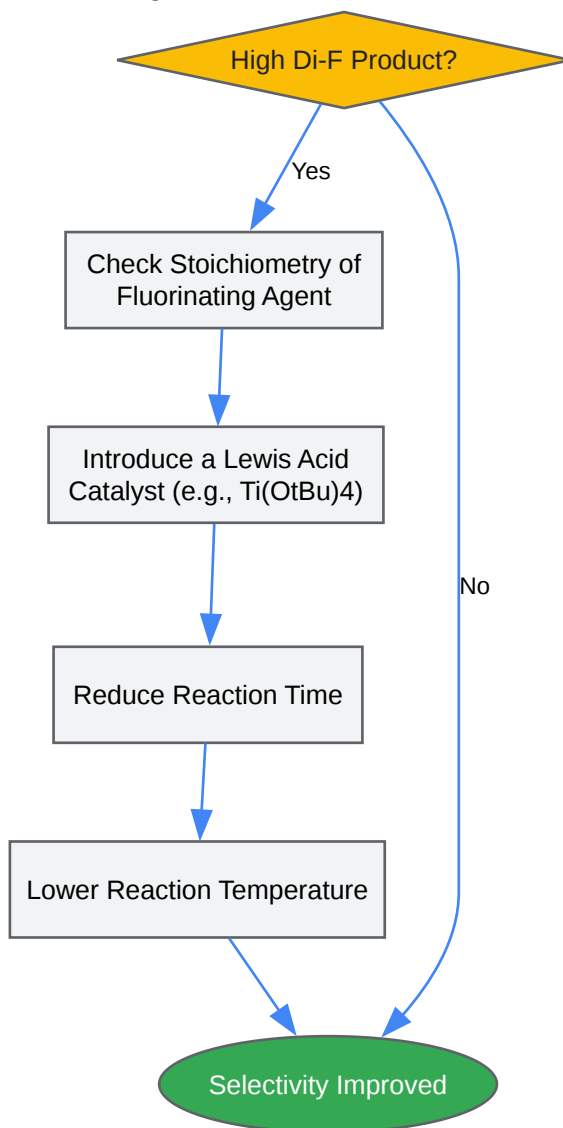 High Di-F Product?
Yes
Check Stoichiometry of
Fluorinating Agent
Introduce a Lewis Acid
Catalyst (e.g., Ti(OtBu)4)
No
Reduce Reaction Time
Lower Reaction Temperature
Selectivity Improved